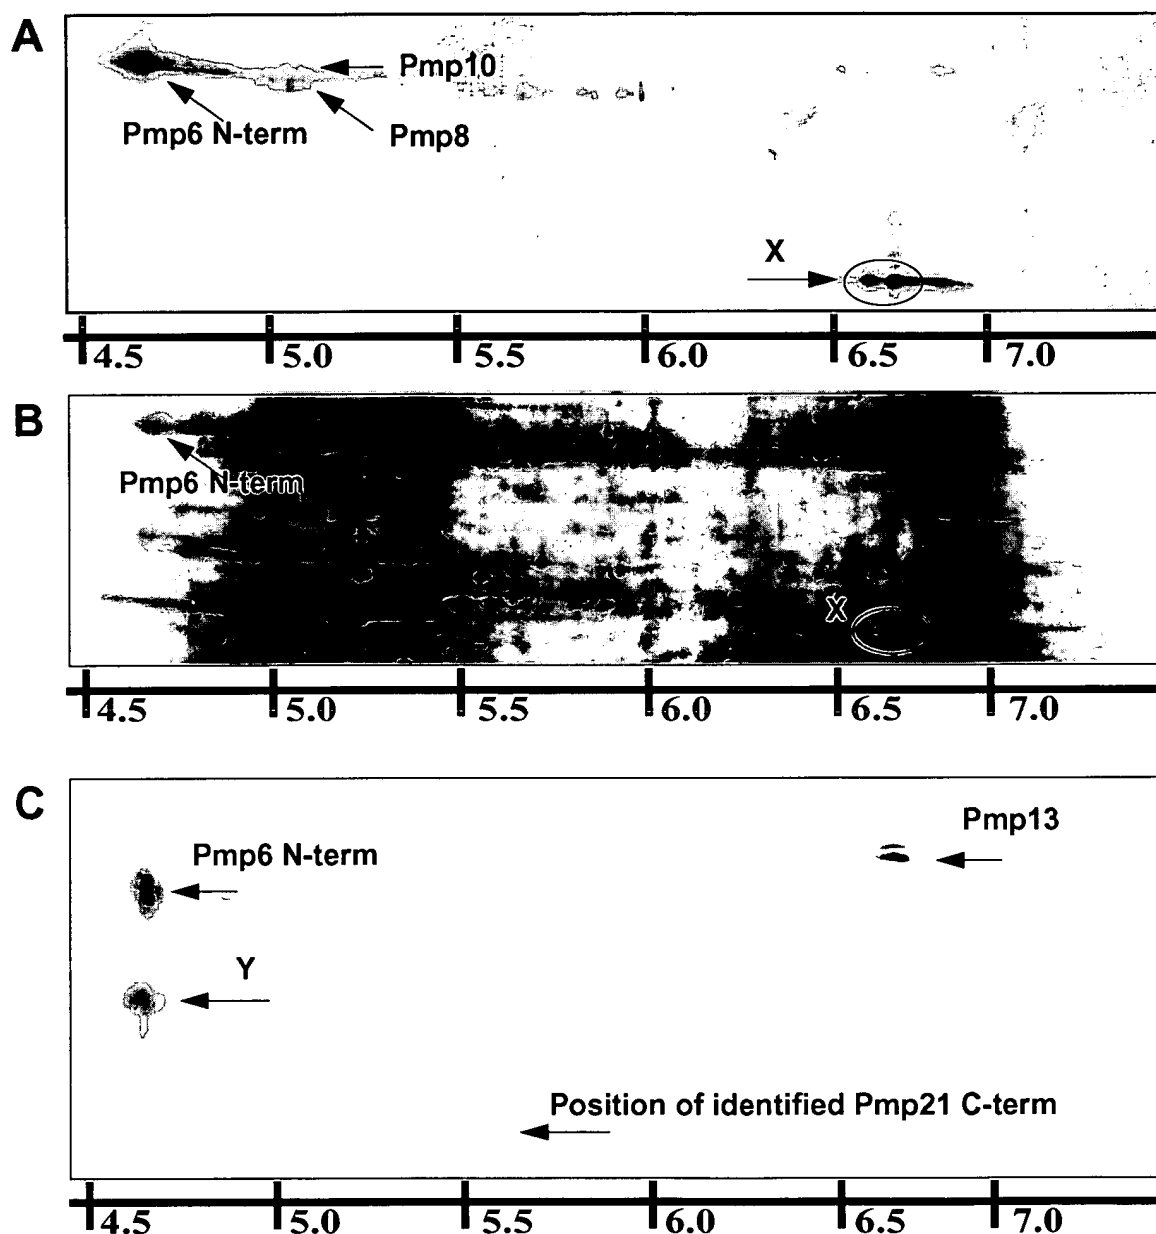 A
Pmp10
Pmp6 N-term
Pmp8
X
4.5 5.0 5.5 6.0 6.5 7.0
B
Pmp6 N-term
X
4.5 5.0 5.5 6.0 6.5 7.0
C
Pmp13
Pmp6 N-term
Y
Position of identified Pmp21 C-term
4.5 5.0 5.5 6.0 6.5 7.0